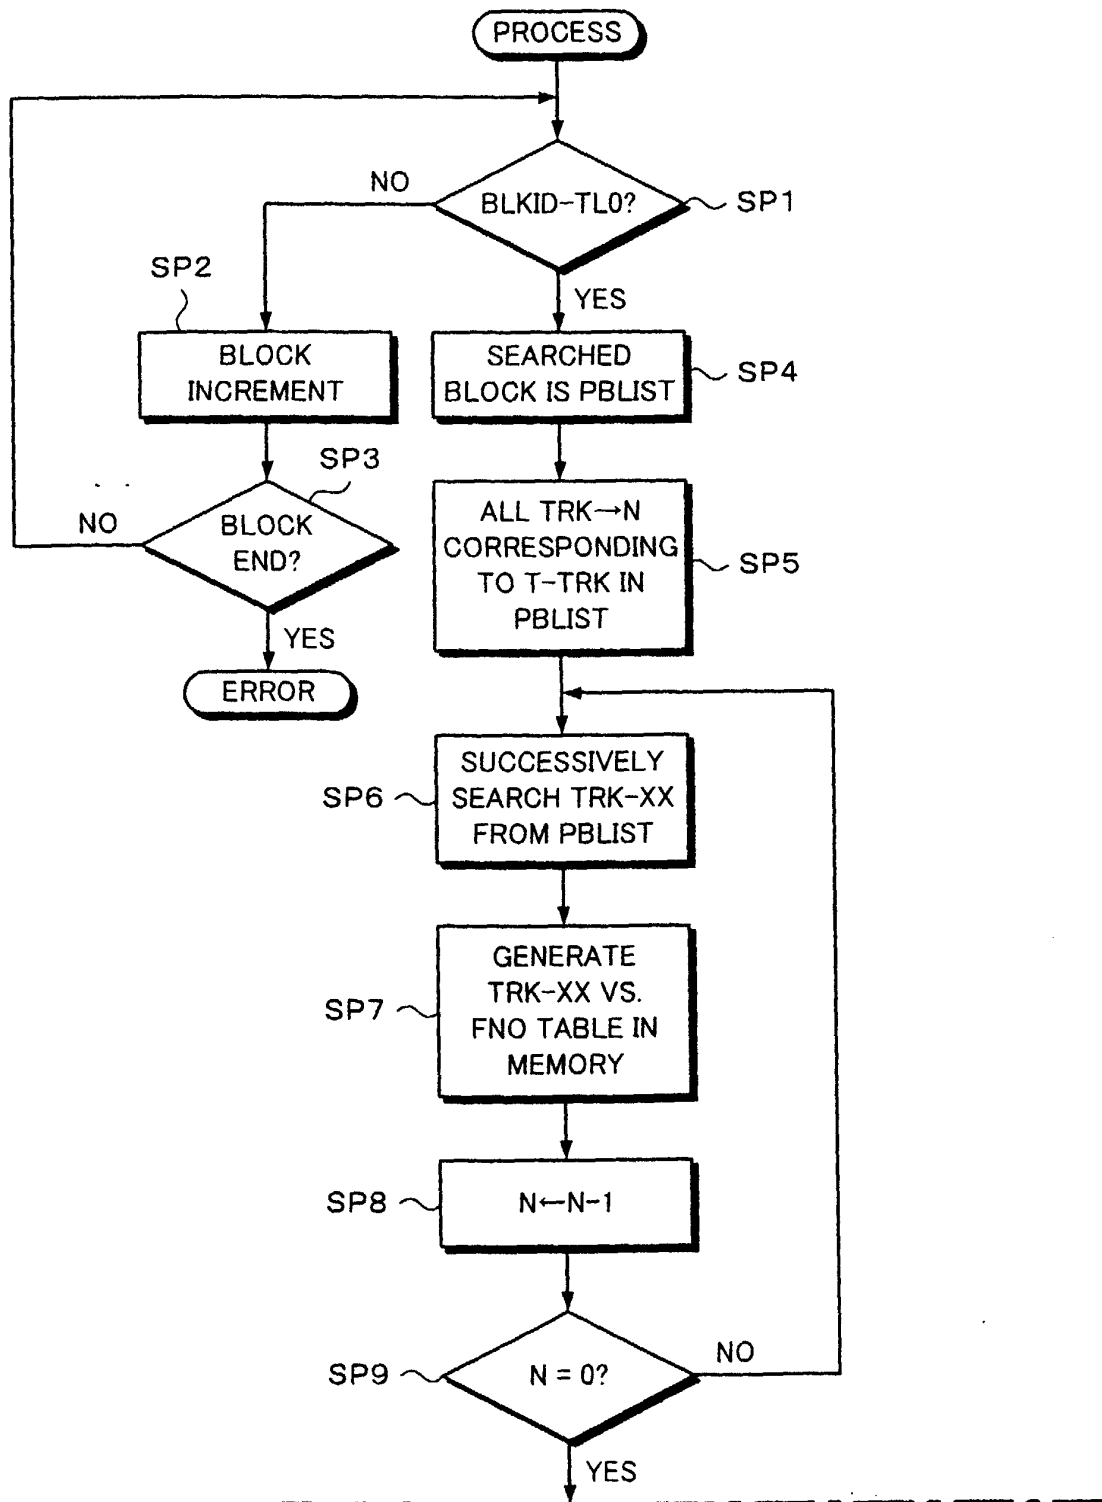 PROCESS
NO
BLKID-TL0?
SP1
YES
SP2
BLOCK
INCREMENT
SEARCHED
BLOCK IS PBLIST
SP4
SP3
NO
BLOCK
END?
YES
ERROR
ALL TRK→N
CORRESPONDING
TO T-TRK IN
PBLIST
SP5
SP6
SUCCESSIVELY
SEARCH TRK-XX
FROM PBLIST
SP7
GENERATE
TRK-XX VS.
FNO TABLE IN
MEMORY
SP8
N←N-1
SP9
N = 0?
NO
YES